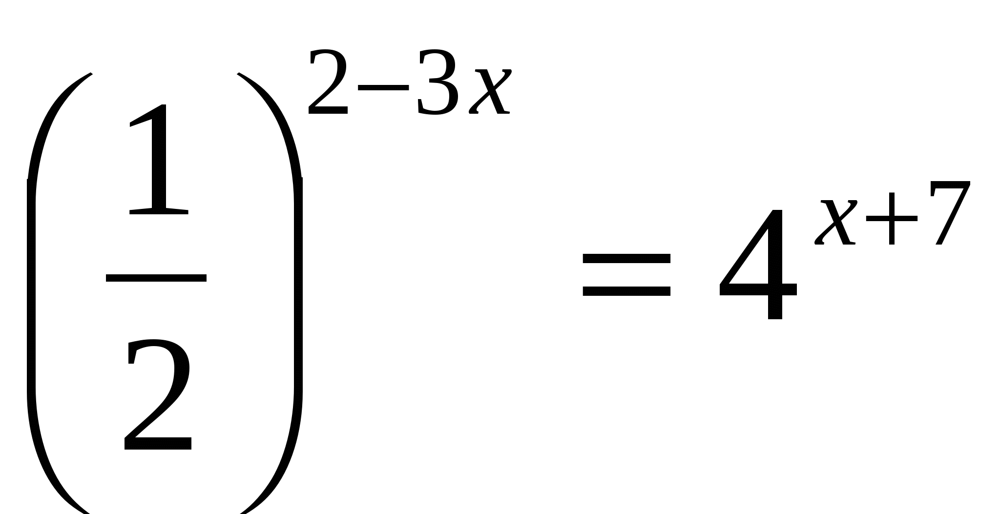 (1/2)^{2−3x} = 4^{x+7}